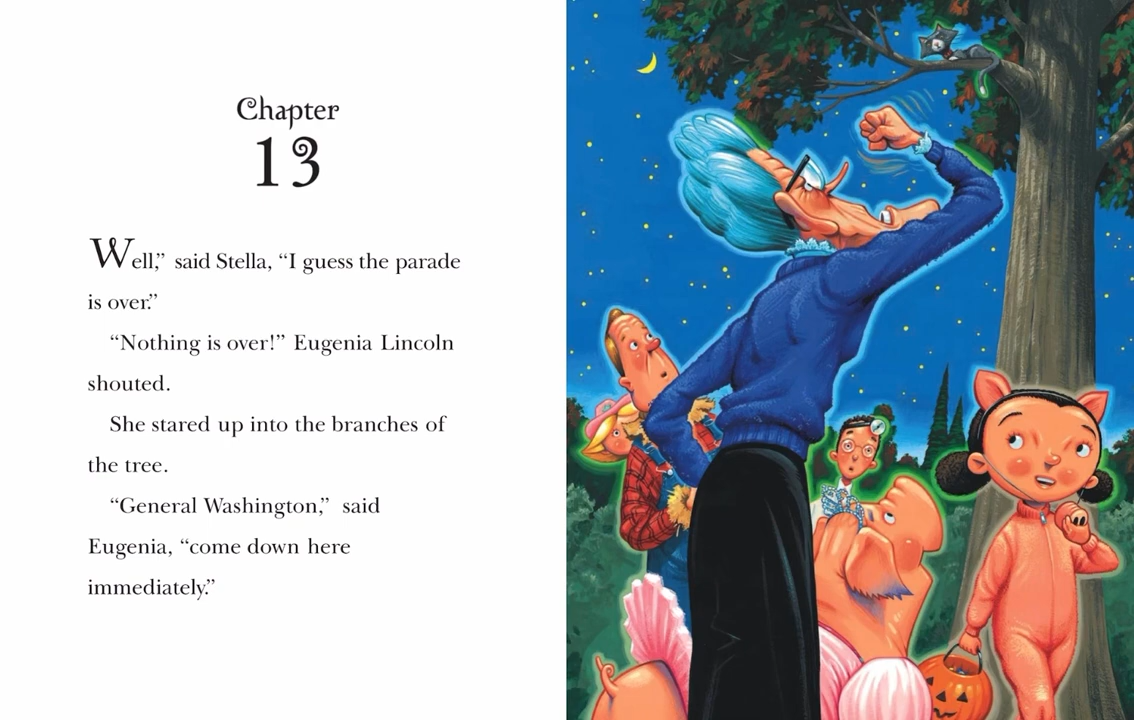 Chapter
13
Well,” said Stella, “I guess the parade
is over.”
“Nothing is over!” Eugenia Lincoln
shouted.
She stared up into the branches of
the tree.
“General Washington,” said
Eugenia, “come down here
immediately.”